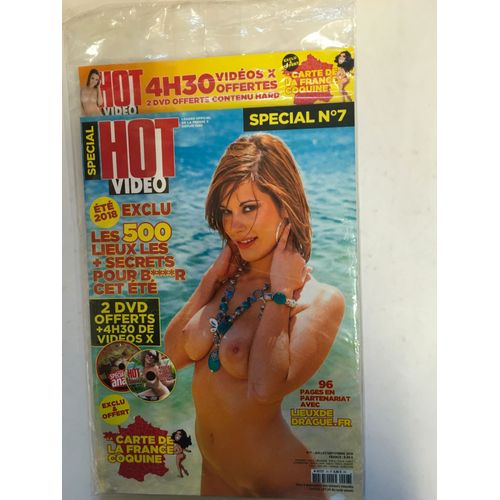 HOT
VIDEO
4H30 VIDÉOS X
OFFERTES
2 DVD OFFERTS CONTENU HARD
CARTE DE
LA FRANCE
COQUINE
SPECIAL N°7
SPECIAL
HOT
VIDEO
ÉTÉ
2018
EXCLU
LES 500
LIEUX LES
+ SECRETS
POUR B****R
CET ÉTÉ
2 DVD
OFFERTS
+4H30 DE
VIDEOS X
EXCLU
& OFFERT
CARTE DE
LA FRANCE
COQUINE
96
PAGES EN
PARTENARIAT
AVEC
LIEUXDE
DRAGUE.FR